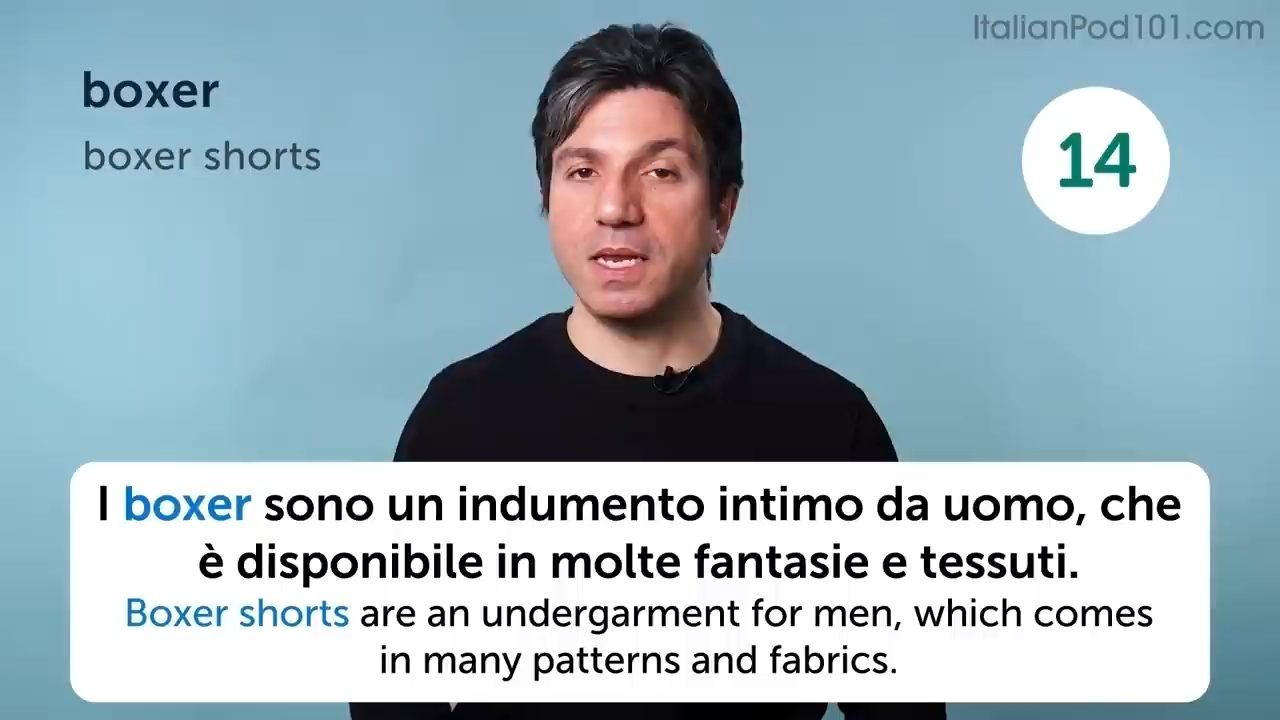 ItalianPod101.com
boxer
boxer shorts
14
I boxer sono un indumento intimo da uomo, che
è disponibile in molte fantasie e tessuti.
Boxer shorts are an undergarment for men, which comes
in many patterns and fabrics.